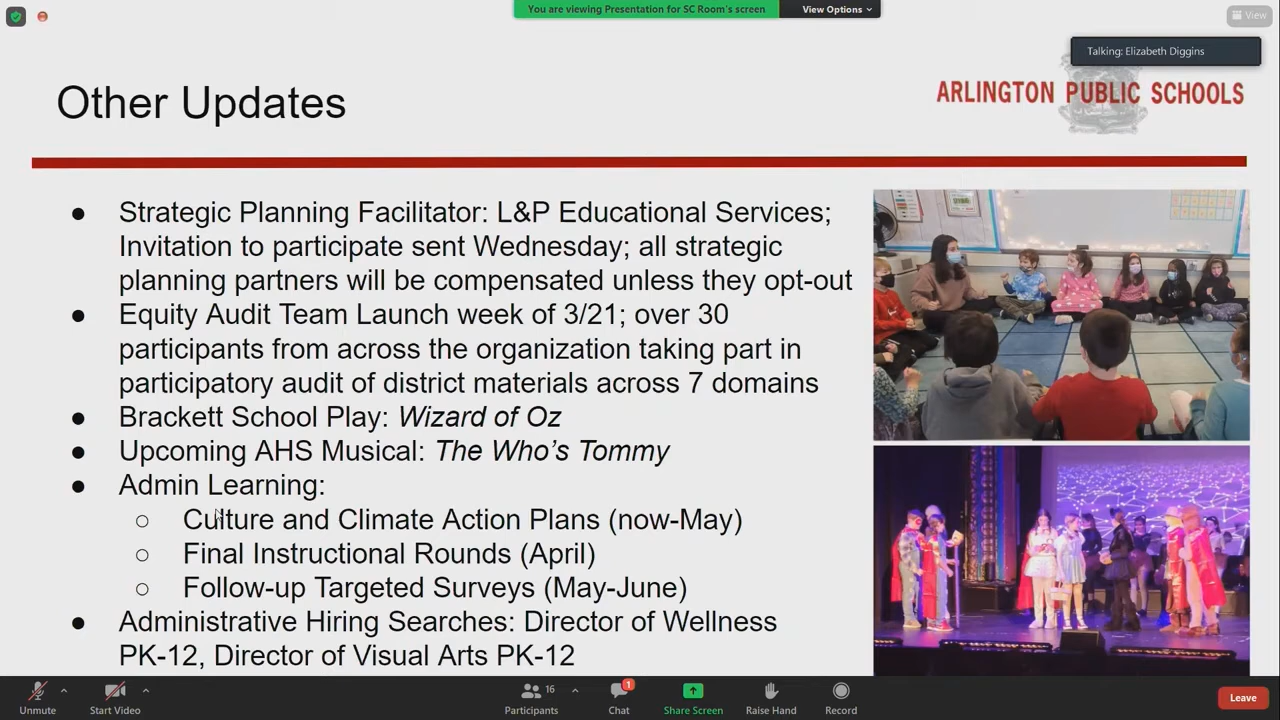 You are viewing Presentation for SC Room's screen
View Options
View
Talking: Elizabeth Diggins
Other Updates
ARLINGTON PUBLIC SCHOOLS
● Strategic Planning Facilitator: L&P Educational Services;
Invitation to participate sent Wednesday; all strategic
planning partners will be compensated unless they opt-out
● Equity Audit Team Launch week of 3/21; over 30
participants from across the organization taking part in
participatory audit of district materials across 7 domains
● Brackett School Play: Wizard of Oz
● Upcoming AHS Musical: The Who's Tommy
● Admin Learning:
○ Culture and Climate Action Plans (now-May)
○ Final Instructional Rounds (April)
○ Follow-up Targeted Surveys (May-June)
● Administrative Hiring Searches: Director of Wellness
PK-12, Director of Visual Arts PK-12
Unmute
Start Video
16
Participants
1
Chat
Share Screen
Raise Hand
Record
Leave